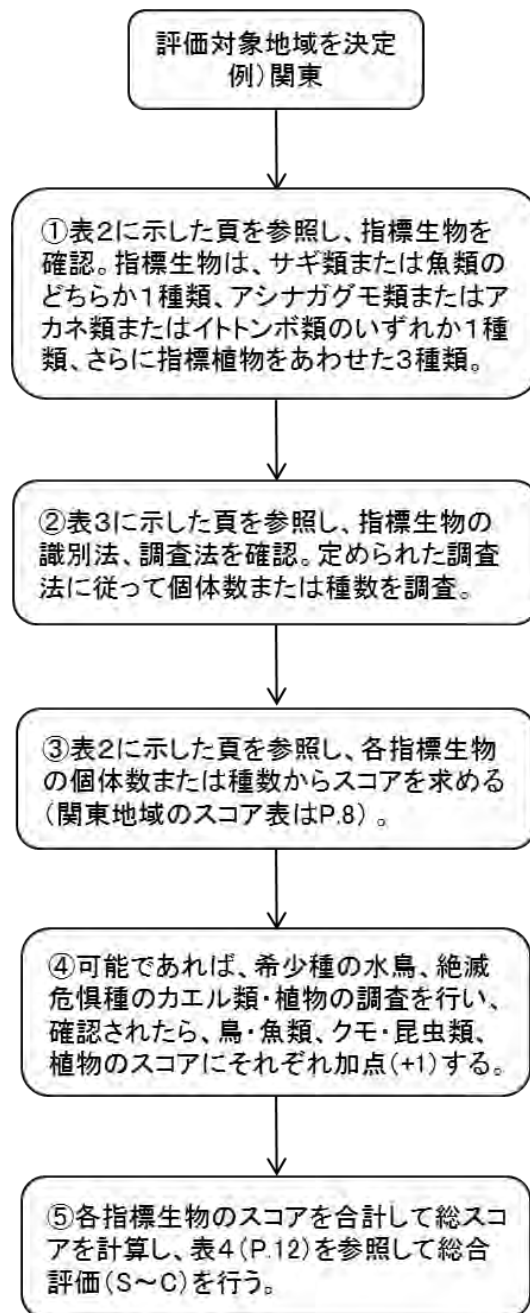 評価対象地域を決定
例)関東
①表2に示した頁を参照し、指標生物を
確認。指標生物は、サギ類または魚類の
どちらか1種類、アシナガグモ類またはア
カネ類またはイトトンボ類のいずれか1種
類、さらに指標植物をあわせた3種類。
②表3に示した頁を参照し、指標生物の
識別法、調査法を確認。定められた調査
法に従って個体数または種数を調査。
③表2に示した頁を参照し、各指標生物
の個体数または種数からスコアを求める
(関東地域のスコア表はP.8)。
④可能であれば、希少種の水鳥、絶滅
危惧種のカエル類・植物の調査を行い、
確認されたら、鳥・魚類、クモ・昆虫類、
植物のスコアにそれぞれ加点(+1)する。
⑤各指標生物のスコアを合計して総スコ
アを計算し、表4(P.12)を参照して総合
評価(S～C)を行う。